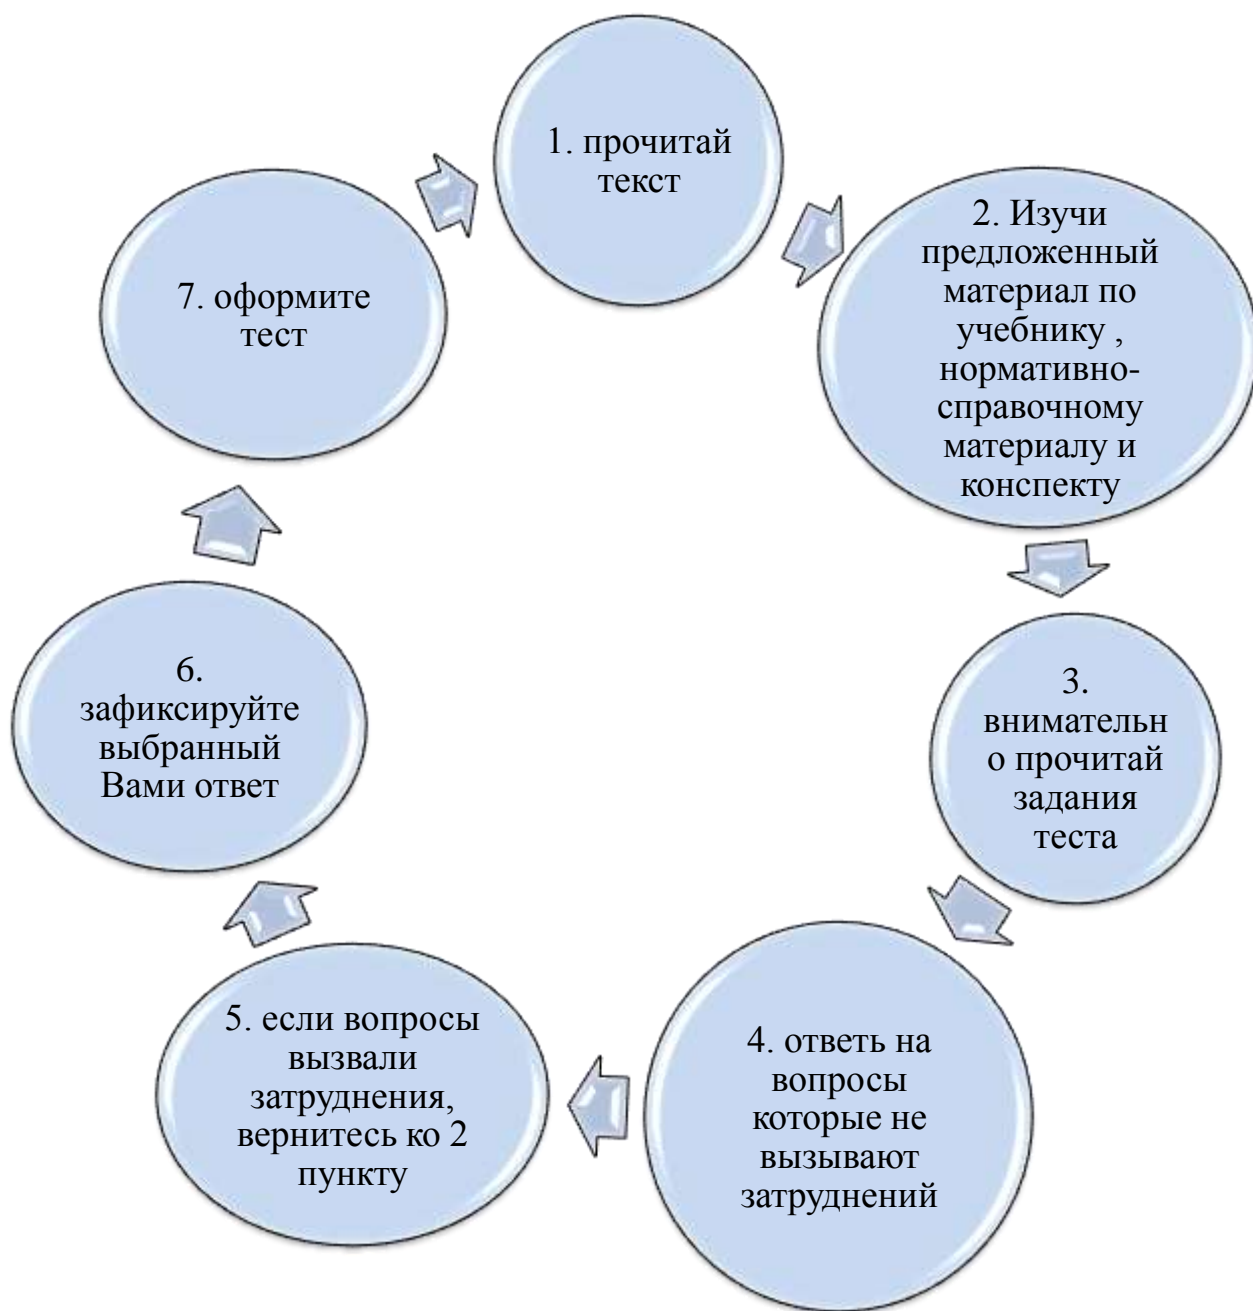 1. прочитай
текст
2. Изучи
предложенный
материал по
учебнику ,
нормативно-
справочному
материалу и
конспекту
3.
внимательн
о прочитай
задания
теста
4. ответь на
вопросы
которые не
вызывают
затруднений
5. если вопросы
вызвали
затруднения,
вернитесь ко 2
пункту
6.
зафиксируйте
выбранный
Вами ответ
7. оформите
тест